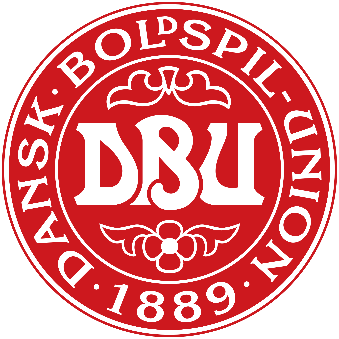 DANSK · BOLDSPIL-UNION
· 1889 ·
DBU